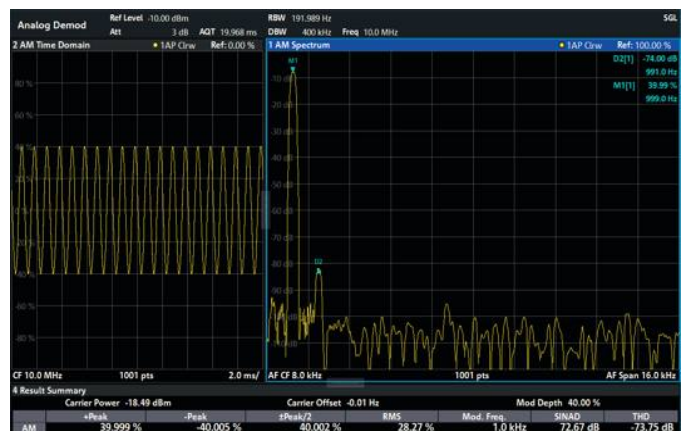 Analog Demod
Ref Level -10.00 dBm
RBW 191.989 Hz
SGL
Att 3 dB AQT 19.968 ms
DBW 400 kHz Freq 10.0 MHz
2 AM Time Domain
1AP Clrw Ref: 0.00 %
1 AM Spectrum
1AP Clrw Ref: 100.00 %
M1
D2[1] -74.00 dB
991.0 Hz
M1[1] 39.99 %
999.0 Hz
80 %
60 %
40 %
20 %
0 %
-20 %
-40 %
-60 %
-80 %
-10 dB
-20 dB
-30 dB
-40 dB
-50 dB
-60 dB
D2
-90 dB
CF 10.0 MHz 1001 pts 2.0 ms/
AF CF 8.0 kHz 1001 pts AF Span 16.0 kHz
4 Result Summary
Carrier Power -18.49 dBm Carrier Offset -0.01 Hz Mod Depth 40.00 %
+Peak -Peak ±Peak/2 RMS Mod. Freq. SINAD THD
AM 39.999 % -40.005 % 40.002 % 28.27 % 1.0 kHz 72.67 dB -73.75 dB